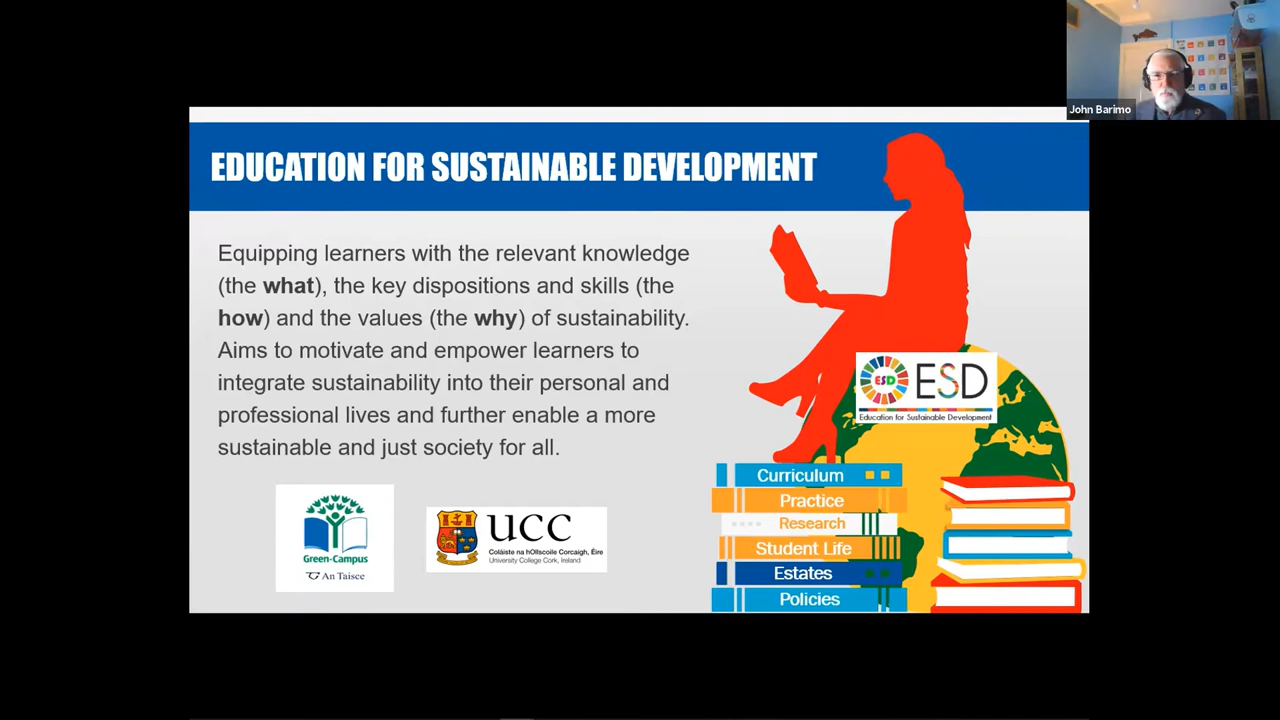 John Barimo
EDUCATION FOR SUSTAINABLE DEVELOPMENT
Equipping learners with the relevant knowledge
(the what), the key dispositions and skills (the
how) and the values (the why) of sustainability.
Aims to motivate and empower learners to
integrate sustainability into their personal and
professional lives and further enable a more
sustainable and just society for all.
ESD
ESD
Education for Sustainable Development
Curriculum
Practice
Research
Student Life
Estates
Policies
Green-Campus
An Taisce
UCC
Coláiste na hOllscoile Corcaigh, Éire
University College Cork, Ireland